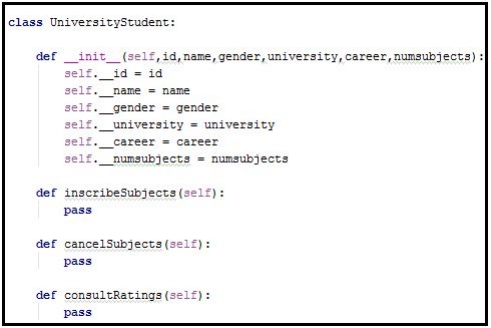 class UniversityStudent:
def __init__(self,id,name,gender,university,career,numsubjects):
self.__id = id
self.__name = name
self.__gender = gender
self.__university = university
self.__career = career
self.__numsubjects = numsubjects
def inscribeSubjects(self):
pass
def cancelSubjects(self):
pass
def consultRatings(self):
pass